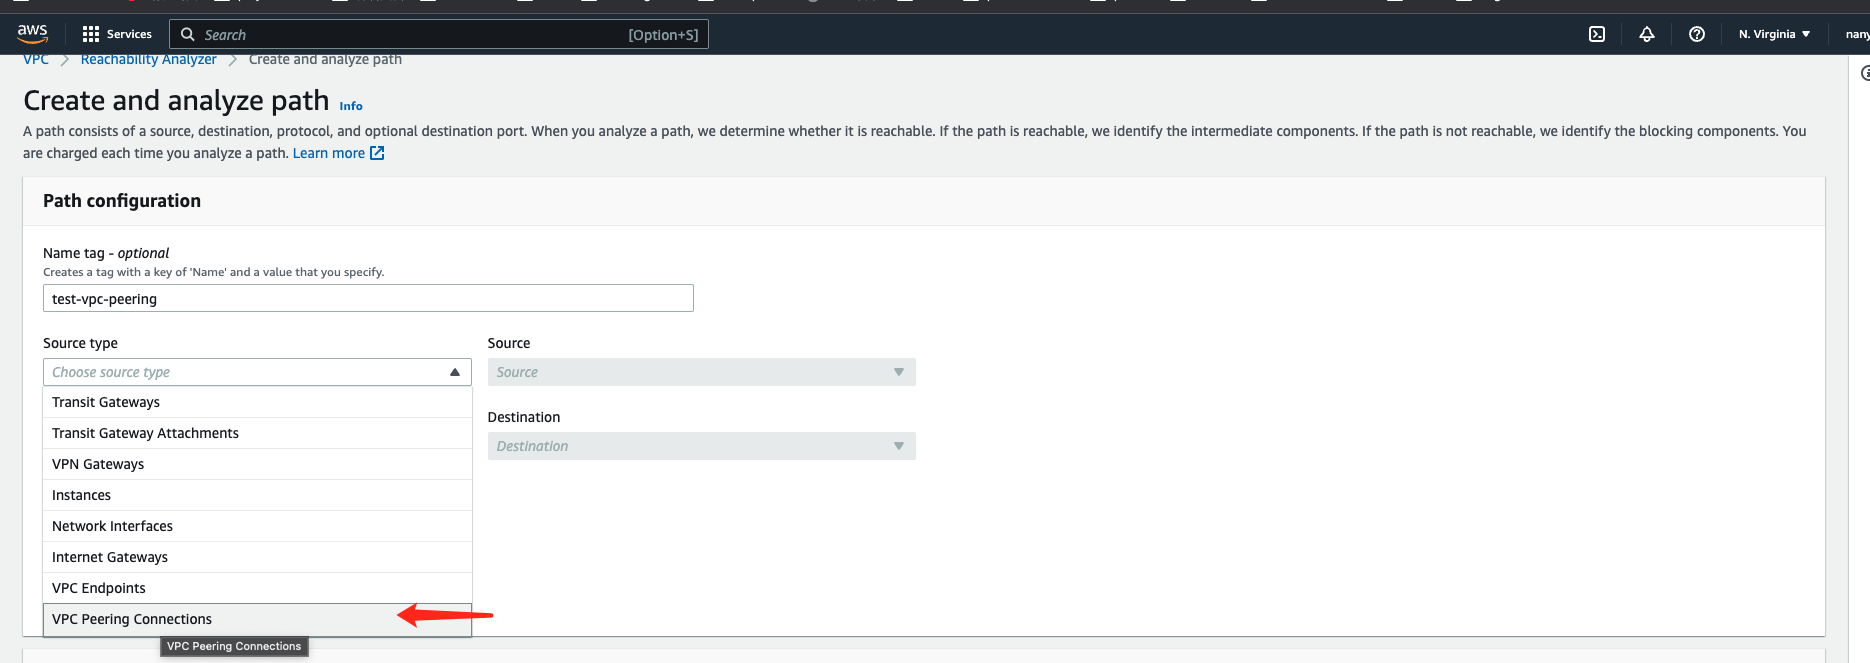 aws
Services
Search
[Option+S]
N. Virginia
nany
VPC
Reachability Analyzer
Create and analyze path
Create and analyze path Info
A path consists of a source, destination, protocol, and optional destination port. When you analyze a path, we determine whether it is reachable. If the path is reachable, we identify the intermediate components. If the path is not reachable, we identify the blocking components. You
are charged each time you analyze a path. Learn more
Path configuration
Name tag - optional
Creates a tag with a key of 'Name' and a value that you specify.
test-vpc-peering
Source type
Source
Choose source type
Source
Transit Gateways
Destination
Transit Gateway Attachments
Destination
VPN Gateways
Instances
Network Interfaces
Internet Gateways
VPC Endpoints
VPC Peering Connections
VPC Peering Connections